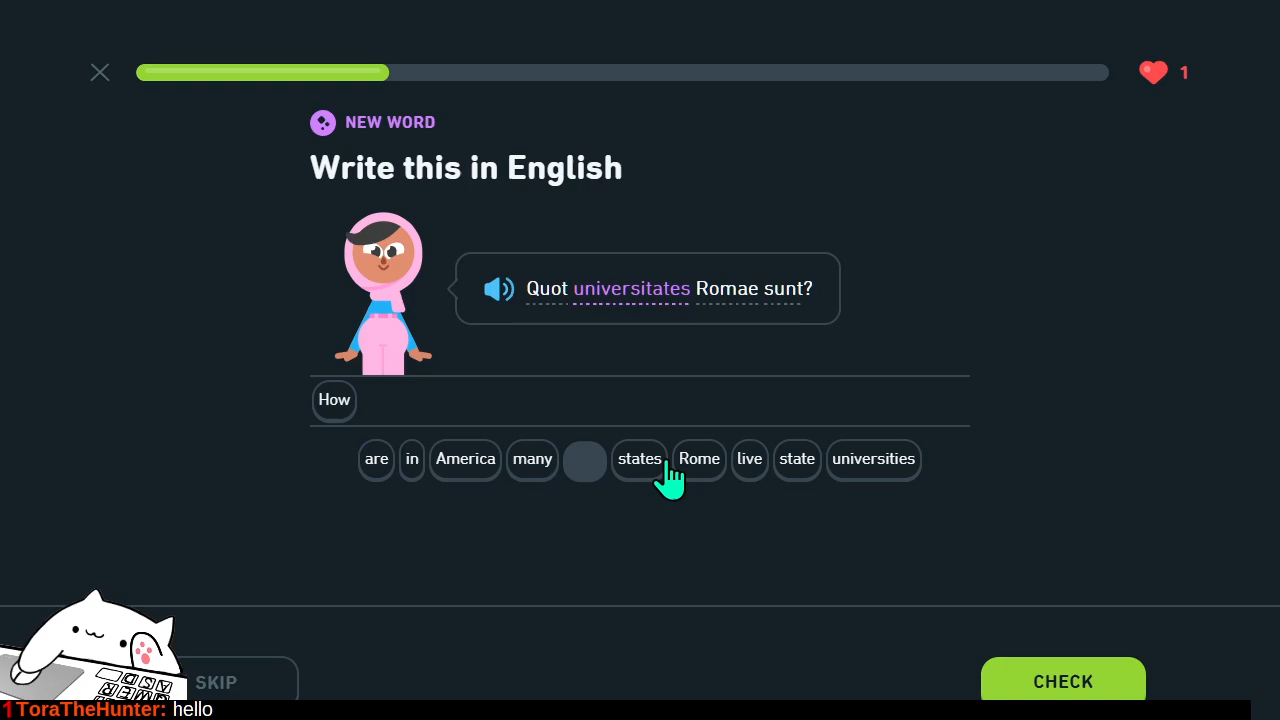 1
NEW WORD
Write this in English
Quot universitates Romae sunt?
How
are in America many states Rome live state universities
SKIP
CHECK
1 ToraTheHunter: hello